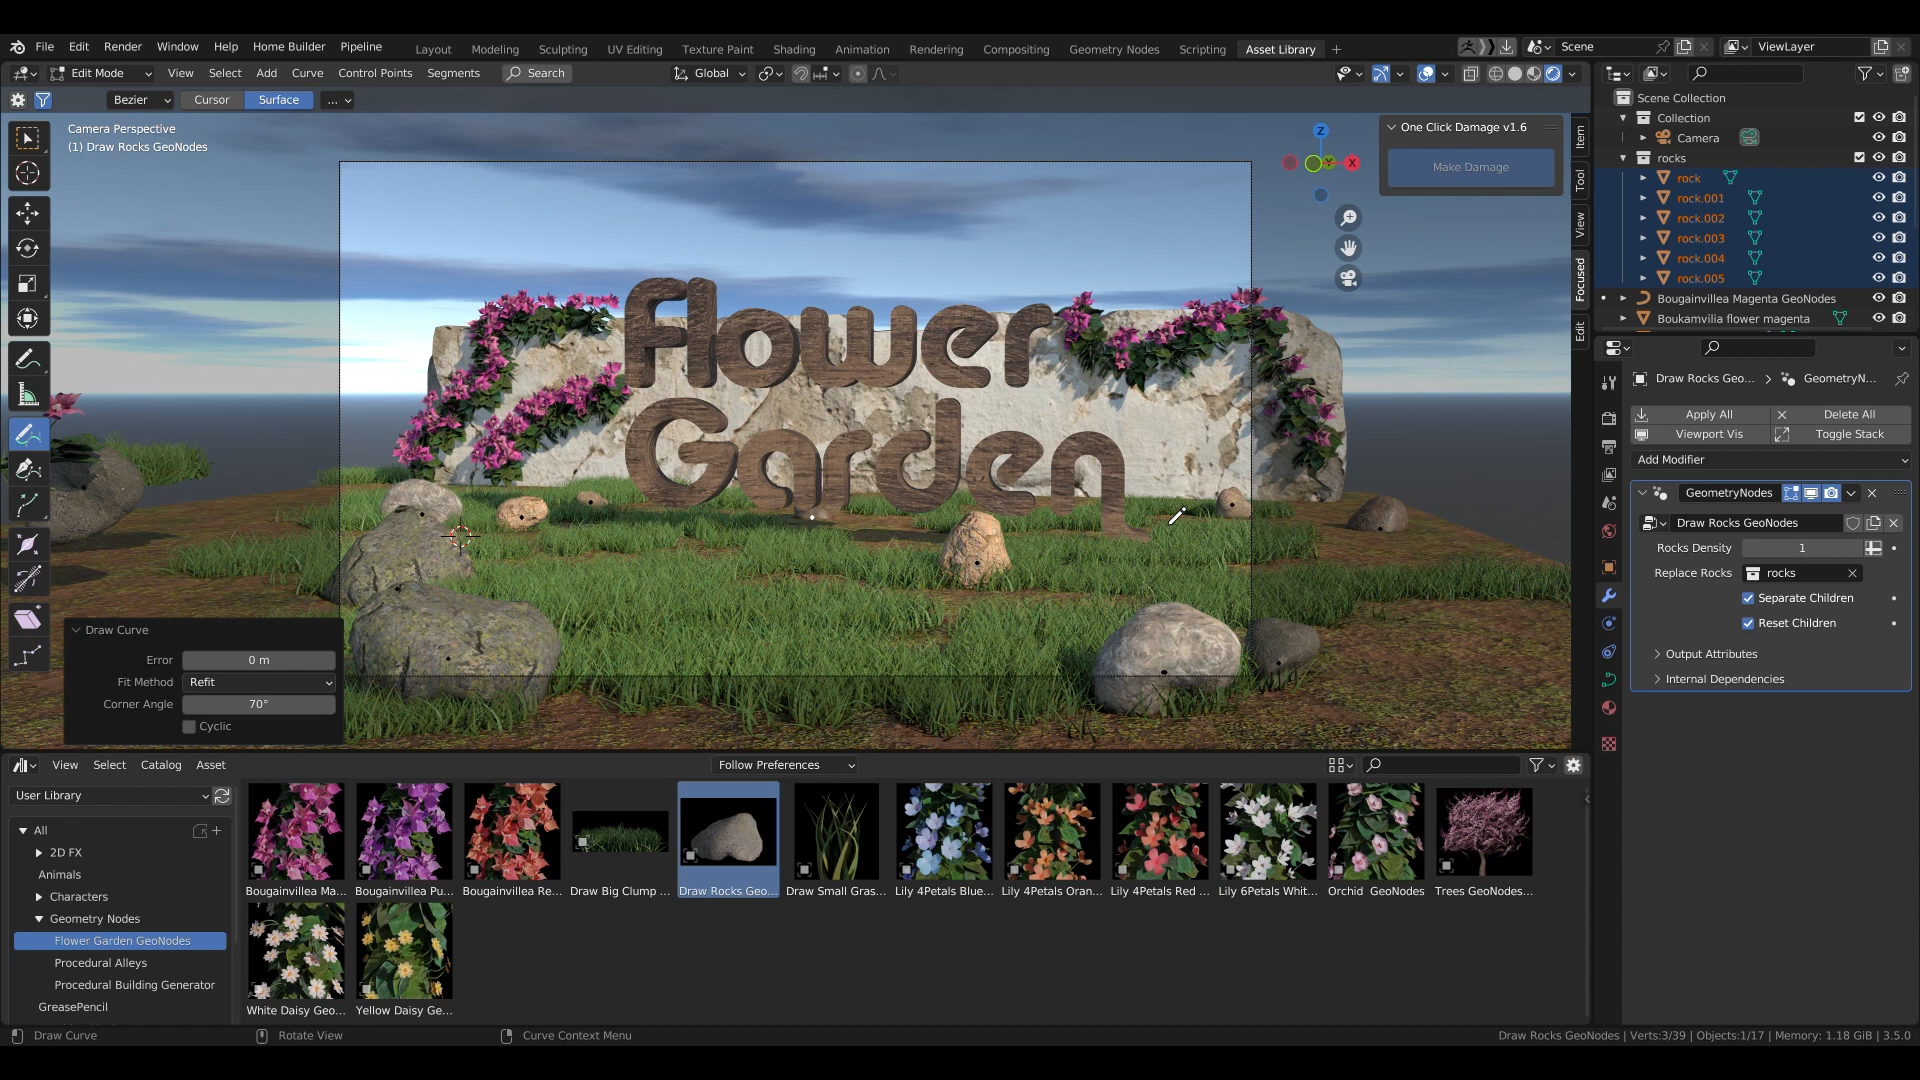 File Edit Render Window Help Home Builder Pipeline
Layout Modeling Sculpting UV Editing Texture Paint Shading Animation Rendering Compositing Geometry Nodes Scripting Asset Library +
Scene
ViewLayer
Edit Mode View Select Add Curve Control Points Segments Search
Global
Bezier Cursor Surface ...
Camera Perspective
(1) Draw Rocks GeoNodes
Z
Y
X
One Click Damage v1.6
Make Damage
Item
Tool
View
Focused
Edit
flower
Garden
Draw Curve
Error 0 m
Fit Method Refit
Corner Angle 70°
Cyclic
Scene Collection
Collection
Camera
rocks
rock
rock.001
rock.002
rock.003
rock.004
rock.005
Bougainvillea Magenta GeoNodes
Boukamvilia flower magenta
Draw Rocks Geo... GeometryN...
Apply All Delete All
Viewport Vis Toggle Stack
Add Modifier
GeometryNodes
Draw Rocks GeoNodes
Rocks Density 1
Replace Rocks rocks
Separate Children
Reset Children
Output Attributes
Internal Dependencies
View Select Catalog Asset
Follow Preferences
User Library
All
2D FX
Animals
Characters
Geometry Nodes
Flower Garden GeoNodes
Procedural Alleys
Procedural Building Generator
GreasePencil
Bougainvillea Ma... Bougainvillea Pu... Bougainvillea Re... Draw Big Clump ... Draw Rocks Geo... Draw Small Gras... Lily 4Petals Blue... Lily 4Petals Oran... Lily 4Petals Red ... Lily 6Petals Whit... Orchid GeoNodes Trees GeoNodes...
White Daisy Geo... Yellow Daisy Ge...
Draw Curve Rotate View Curve Context Menu
Draw Rocks GeoNodes | Verts:3/39 | Objects:1/17 | Memory: 1.18 GiB | 3.5.0